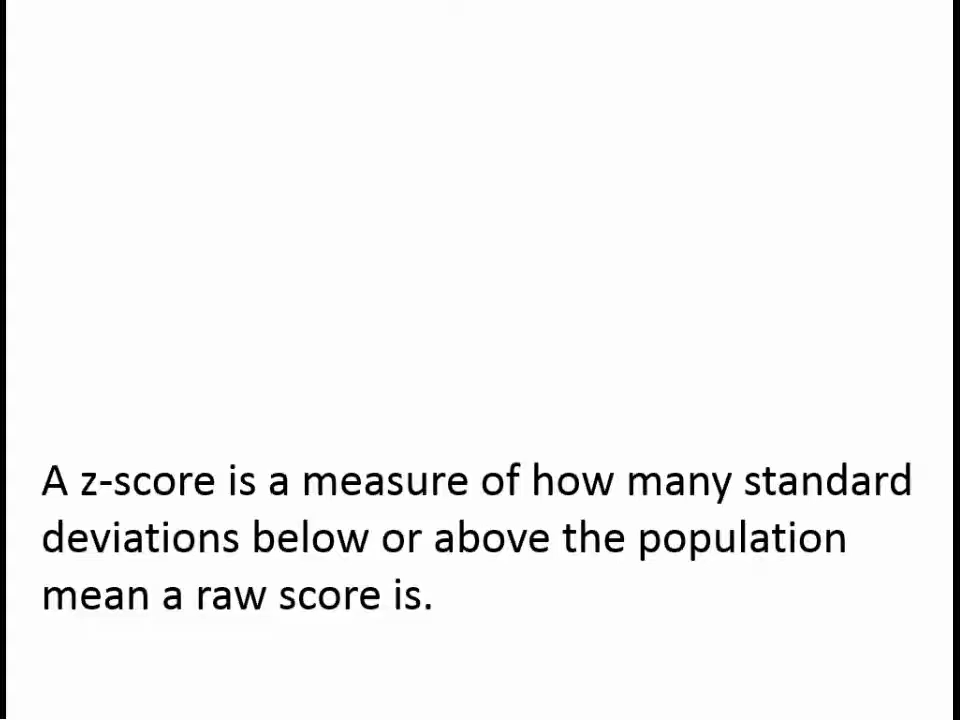 A z-score is a measure of how many standard
deviations below or above the population
mean a raw score is.